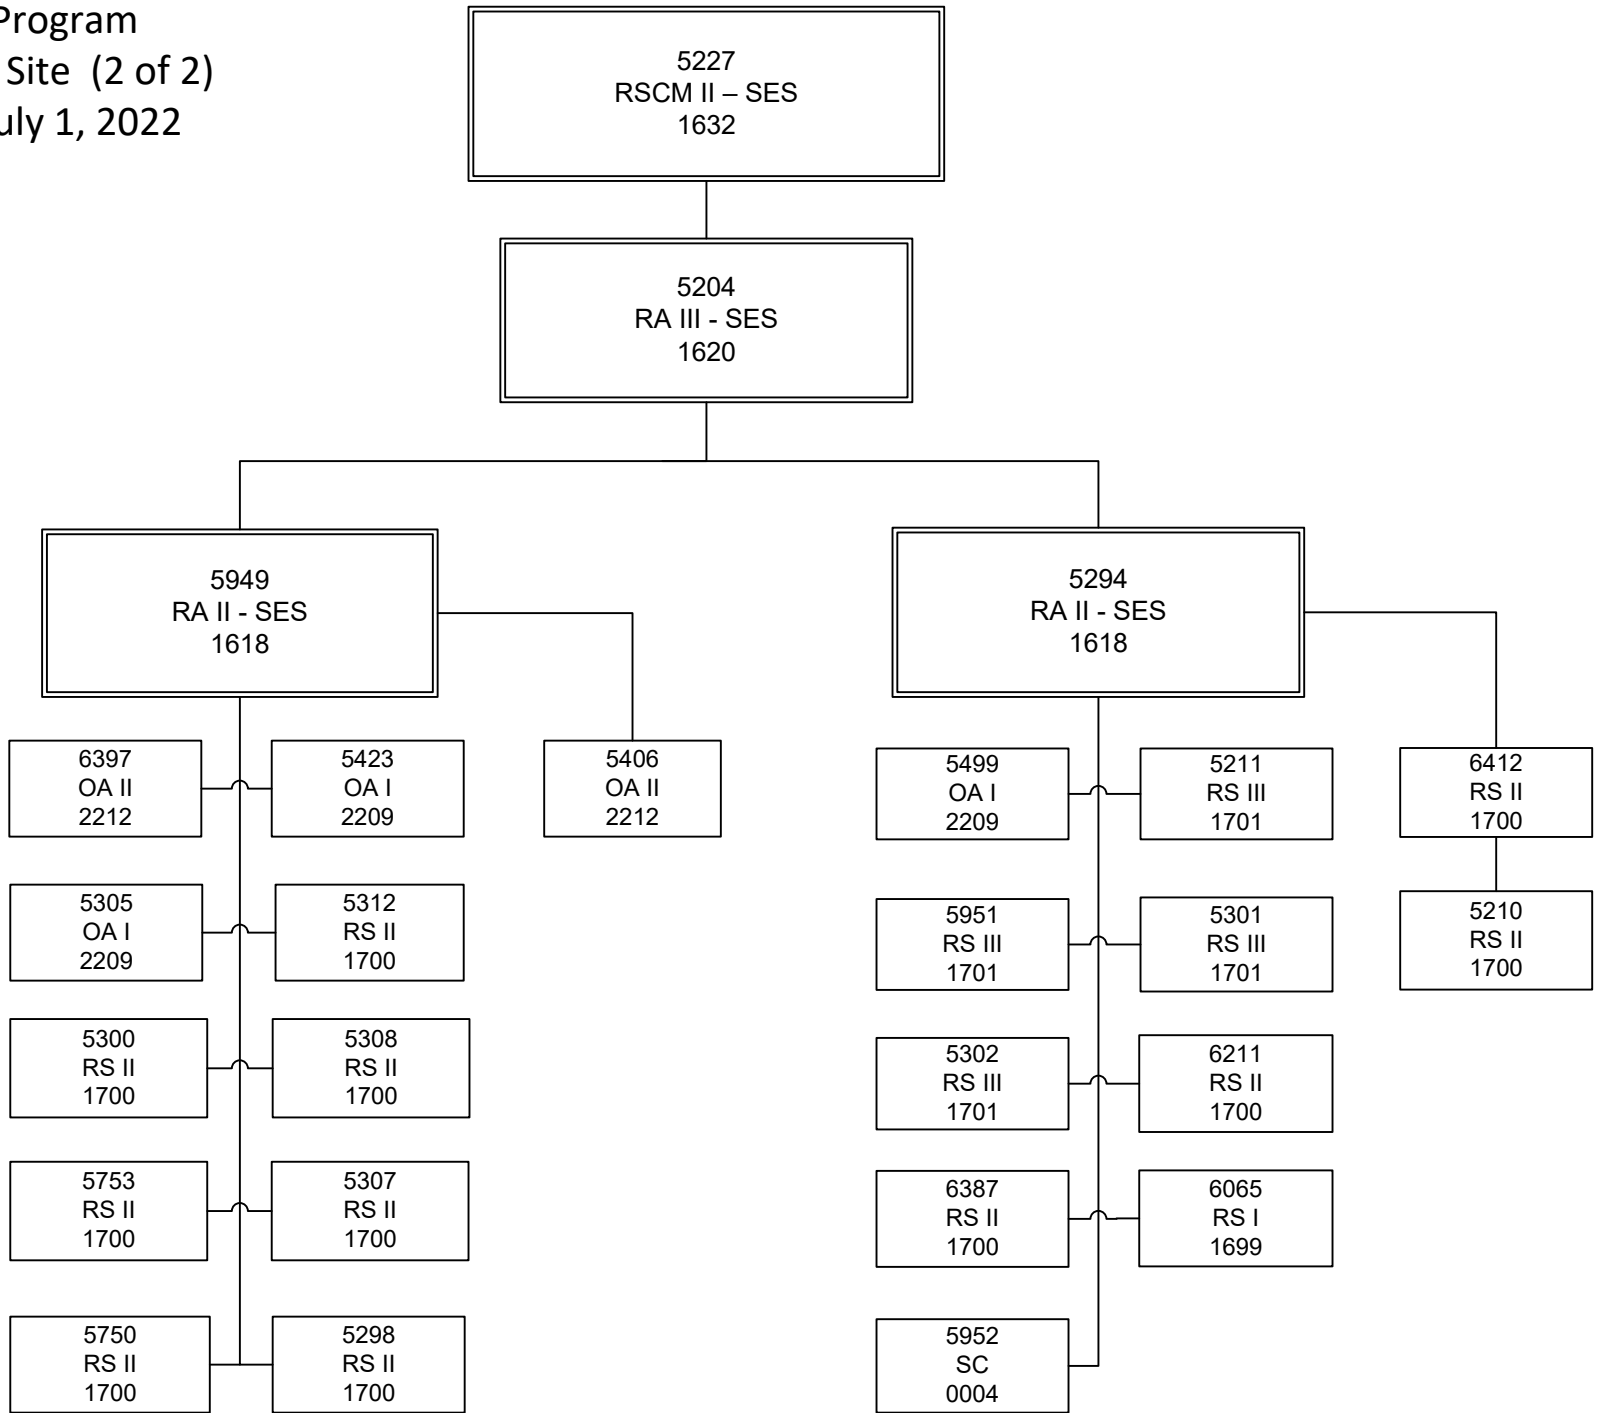 Program
Site (2 of 2)
uly 1, 2022
5227
RSCM II – SES
1632
5204
RA III - SES
1620
5949
RA II - SES
1618
5294
RA II - SES
1618
6397
OA II
2212
5423
OA I
2209
5406
OA II
2212
5499
OA I
2209
5211
RS III
1701
6412
RS II
1700
5305
OA I
2209
5312
RS II
1700
5951
RS III
1701
5301
RS III
1701
5210
RS II
1700
5300
RS II
1700
5308
RS II
1700
5302
RS III
1701
6211
RS II
1700
5753
RS II
1700
5307
RS II
1700
6387
RS II
1700
6065
RS I
1699
5750
RS II
1700
5298
RS II
1700
5952
SC
0004